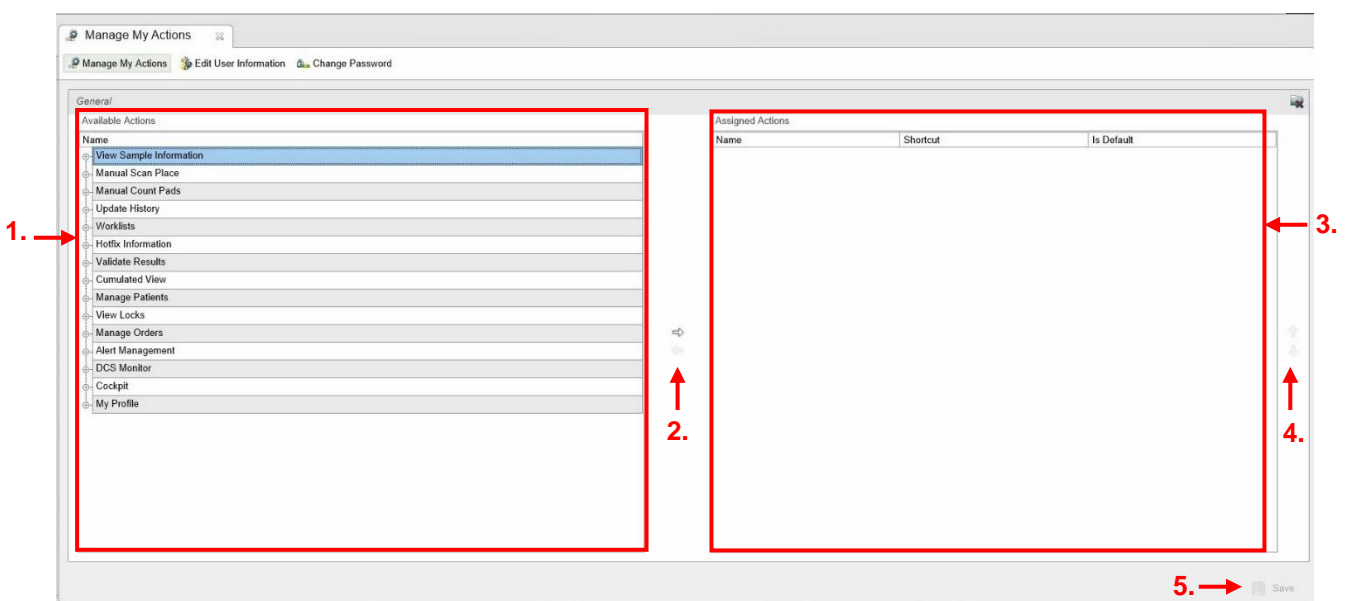 Manage My Actions
Manage My Actions Edit User Information Change Password
General
Available Actions
Name
View Sample Information
Manual Scan Place
Manual Count Pads
Update History
Worklists
Hotfix Information
Validate Results
Cumulated View
Manage Patients
View Locks
Manage Orders
Alert Management
DCS Monitor
Cockpit
My Profile
1.
2.
Assigned Actions
Name Shortcut Is Default
3.
4.
5. Save